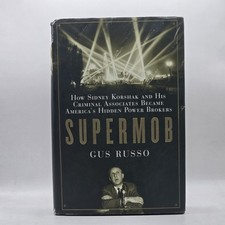 How Sidney Korshak and His
Criminal Associates Became
America's Hidden Power Brokers
SUPERMOB
GUS RUSSO